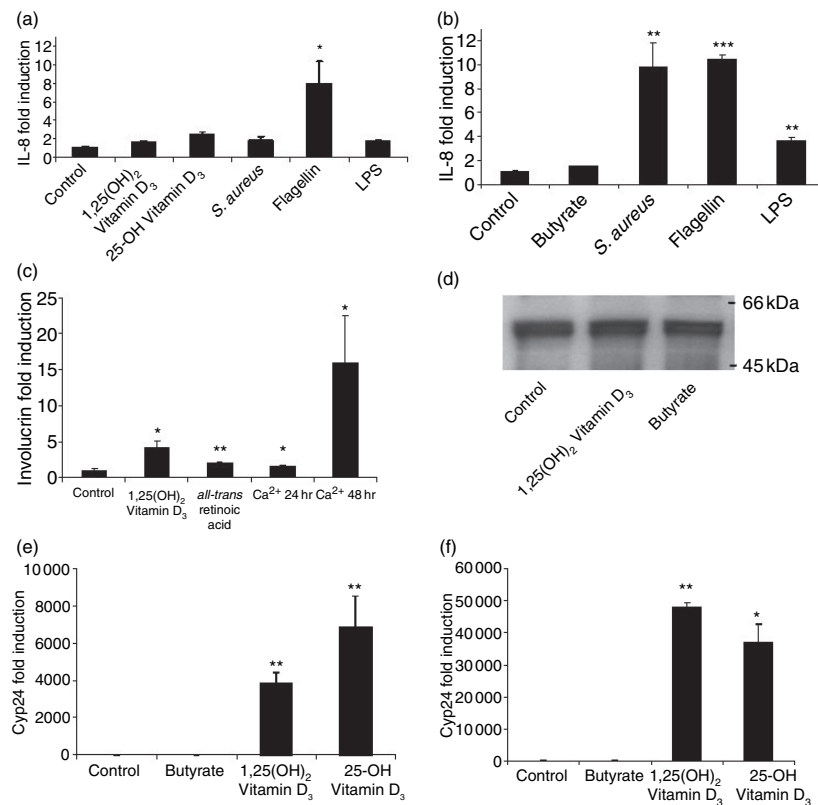 (a)
IL-8 fold induction
12
10
8
6
4
2
0
*
Control
1,25(OH)2
Vitamin D3
25-OH Vitamin D3
S. aureus
Flagellin
LPS
(b)
IL-8 fold induction
12
10
8
6
4
2
0
**
***
**
Control
Butyrate
S. aureus
Flagellin
LPS
(c)
Involucrin fold induction
25
20
15
10
5
0
*
**
*
*
Control
1,25(OH)2
Vitamin D3
all-trans
retinoic
acid
Ca2+ 24 hr
Ca2+ 48 hr
(d)
66 kDa
45 kDa
Control
1,25(OH)2 Vitamin D3
Butyrate
(e)
Cyp24 fold induction
10 000
8000
6000
4000
2000
0
**
**
Control
Butyrate
1,25(OH)2
Vitamin D3
25-OH
Vitamin D3
(f)
Cyp24 fold induction
60 000
50 000
40 000
30 000
20 000
10 000
0
**
*
Control
Butyrate
1,25(OH)2
Vitamin D3
25-OH
Vitamin D3